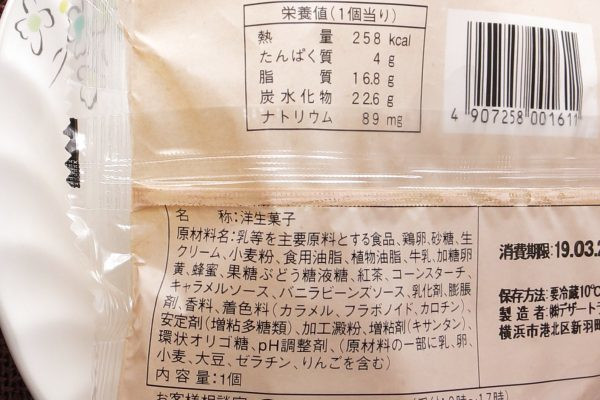 栄養値(1個当り)
熱量 258 kcal
たんぱく質 4 g
脂質 16.8 g
炭水化物 22.6 g
ナトリウム 89 mg
4 907258 001611
名 称:洋生菓子
原材料名:乳等を主要原料とする食品、鶏卵、砂糖、生
クリーム、小麦粉、食用油脂、植物油脂、牛乳、加糖卵
黄、蜂蜜、果糖ぶどう糖液糖、紅茶、コーンスターチ、
キャラメルソース、バニラビーンズソース、乳化剤、膨脹
剤、香料、着色料(カラメル、フラボノイド、カロチン)、
安定剤(増粘多糖類)、加工澱粉、増粘剤(キサンタン)、
環状オリゴ糖、pH調整剤、(原材料の一部に乳、卵、
小麦、大豆、ゼラチン、りんごを含む)
内容量:1個
消費期限:19.03.2
保存方法:要冷蔵10℃
製造者:㈱デザートラ
横浜市港北区新羽町